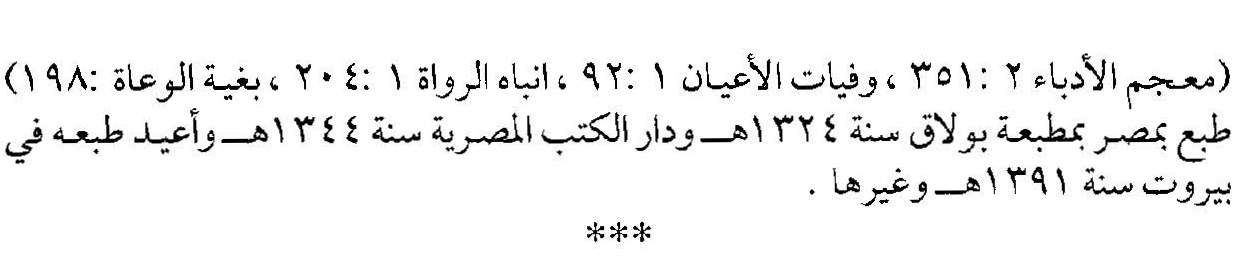 (معجم الأدباء ٢ :٣٥١ ، وفيات الأعيان ١ :٩٢ ، انباه الرواة ١ :٢٠٤ ، بغية الوعاة :١٩٨)
طبع بمصر بمطبعة بولاق سنة ١٣٢٤هـ ودار الكتب المصرية سنة ١٣٤٤هـ وأعيد طبعه في
بيروت سنة ١٣٩١هـ وغيرها .
***